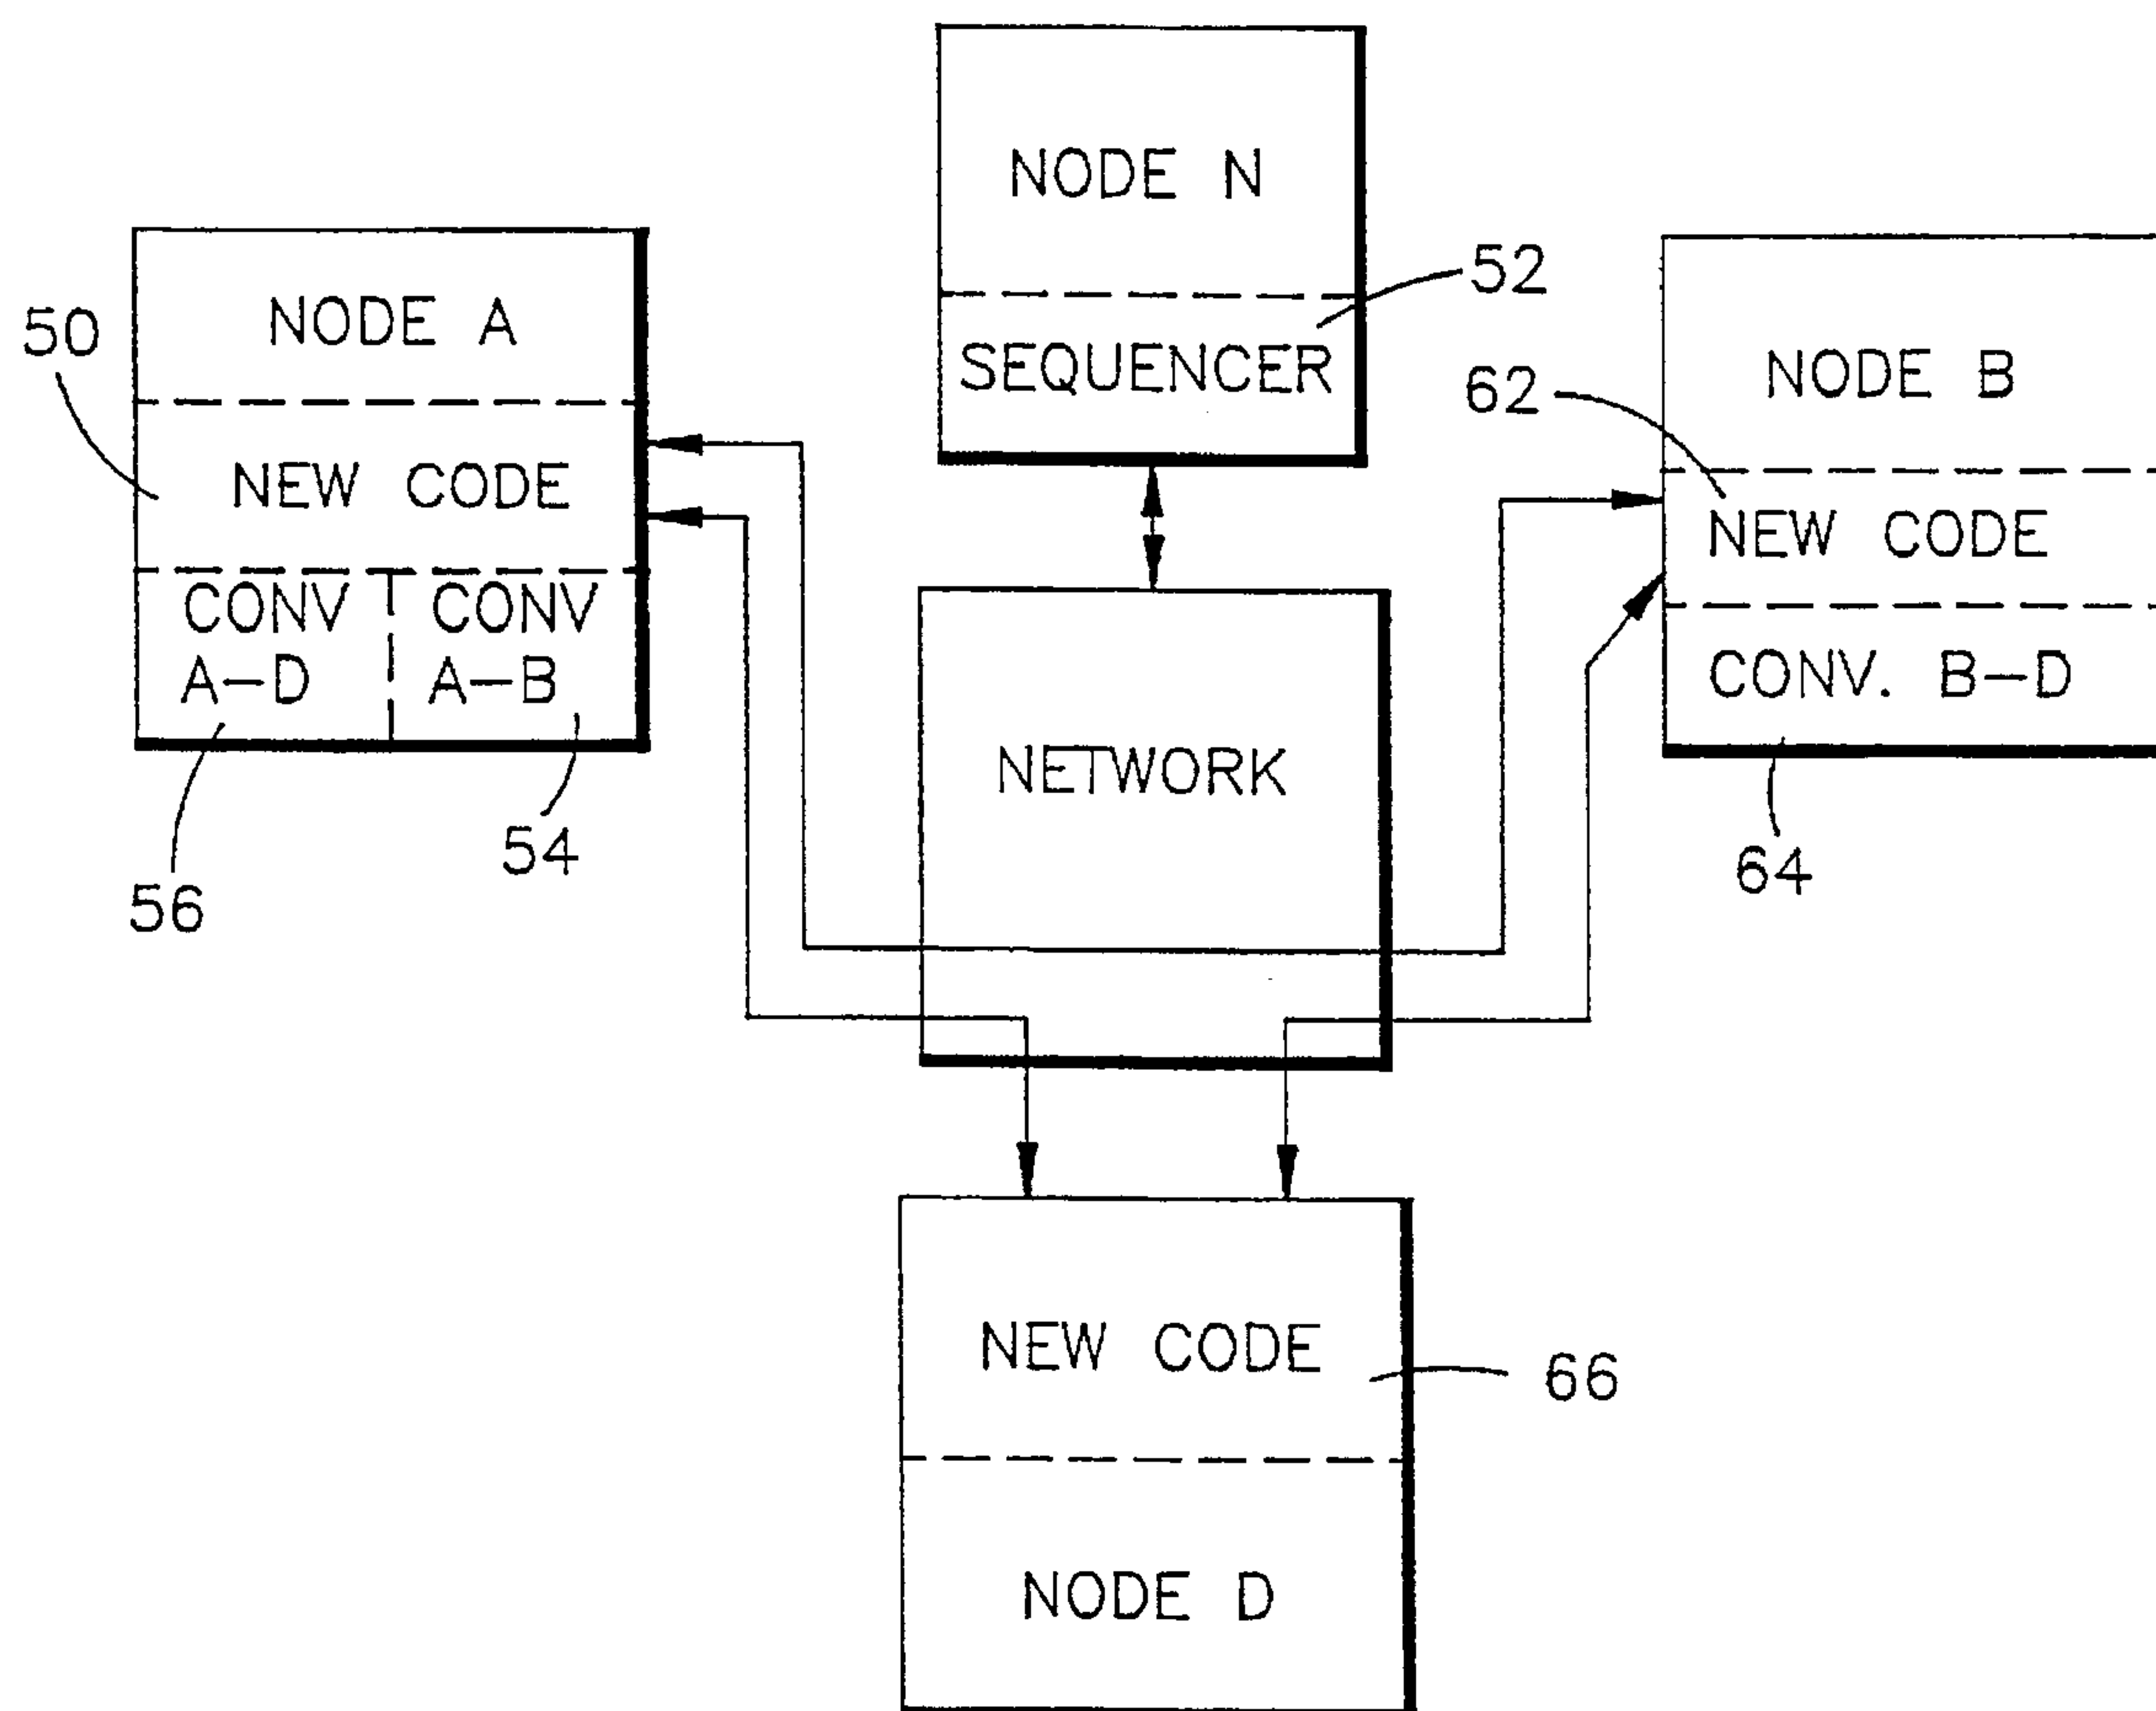 NODE N
SEQUENCER
52
50
NODE A
NEW CODE
CONV
A-D
CONV
A-B
56
54
62
NODE B
NEW CODE
CONV. B-D
64
NETWORK
NEW CODE
66
NODE D